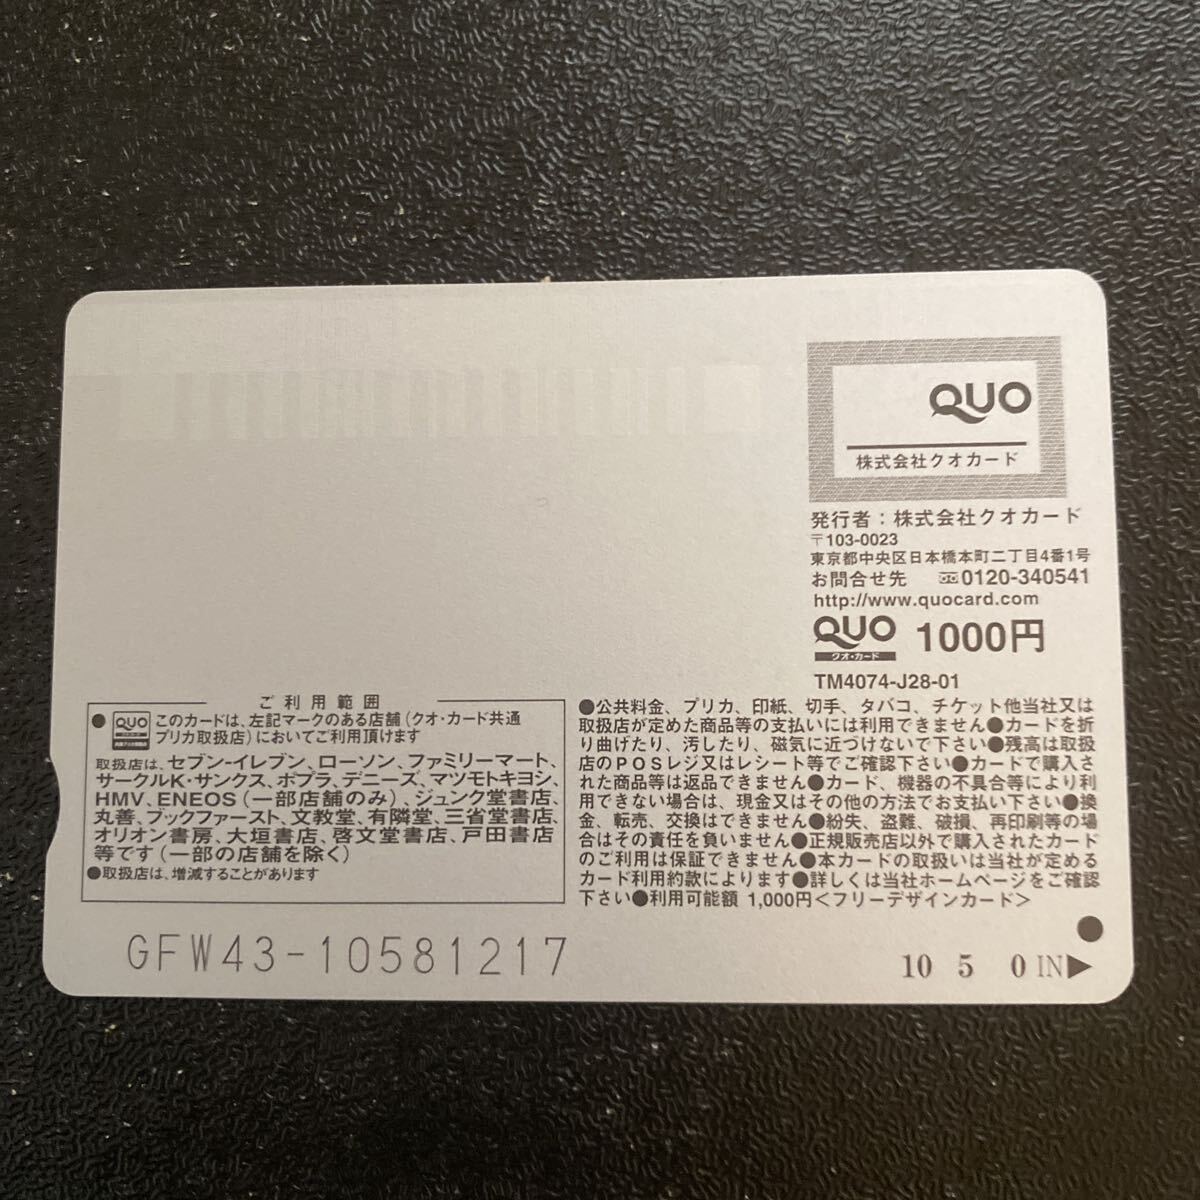 QUO
株式会社クオカード
発行者：株式会社クオカード
〒103-0023
東京都中央区日本橋本町二丁目4番1号
お問合せ先 0120-340541
http://www.quocard.com
QUO 1000円
クオ・カード
TM4074-J28-01
ご利用範囲
●QUO このカードは、左記マークのある店舗（クオ・カード共通
プリカ取扱店）においてご利用頂けます
取扱店は、セブン-イレブン、ローソン、ファミリーマート、
サークルK・サンクス、ポプラ、デニーズ、マツモトキヨシ、
HMV、ENEOS（一部店舗のみ）、ジュンク堂書店、
丸善、ブックファースト、文教堂、有隣堂、三省堂書店、
オリオン書房、大垣書店、啓文堂書店、戸田書店
等です（一部の店舗を除く）
●取扱店は、増減することがあります
●公共料金、プリカ、印紙、切手、タバコ、チケット他当社又は
取扱店が定めた商品等の支払いには利用できません●カードを折
り曲げたり、汚したり、磁気に近づけないで下さい●残高は取扱
店のPOSレジ又はレシート等でご確認下さい●カードで購入さ
れた商品等は返品できません●カード、機器の不具合等により利
用できない場合は、現金又はその他の方法でお支払い下さい●換
金、転売、交換はできません●紛失、盗難、破損、再印刷等の場
合はその責任を負いません●正規販売店以外で購入されたカード
のご利用は保証できません●本カードの取扱いは当社が定める
カード利用約款によります●詳しくは当社ホームページをご確認
下さい●利用可能額 1,000円＜フリーデザインカード＞
GFW43-10581217
10 5 0 IN▶